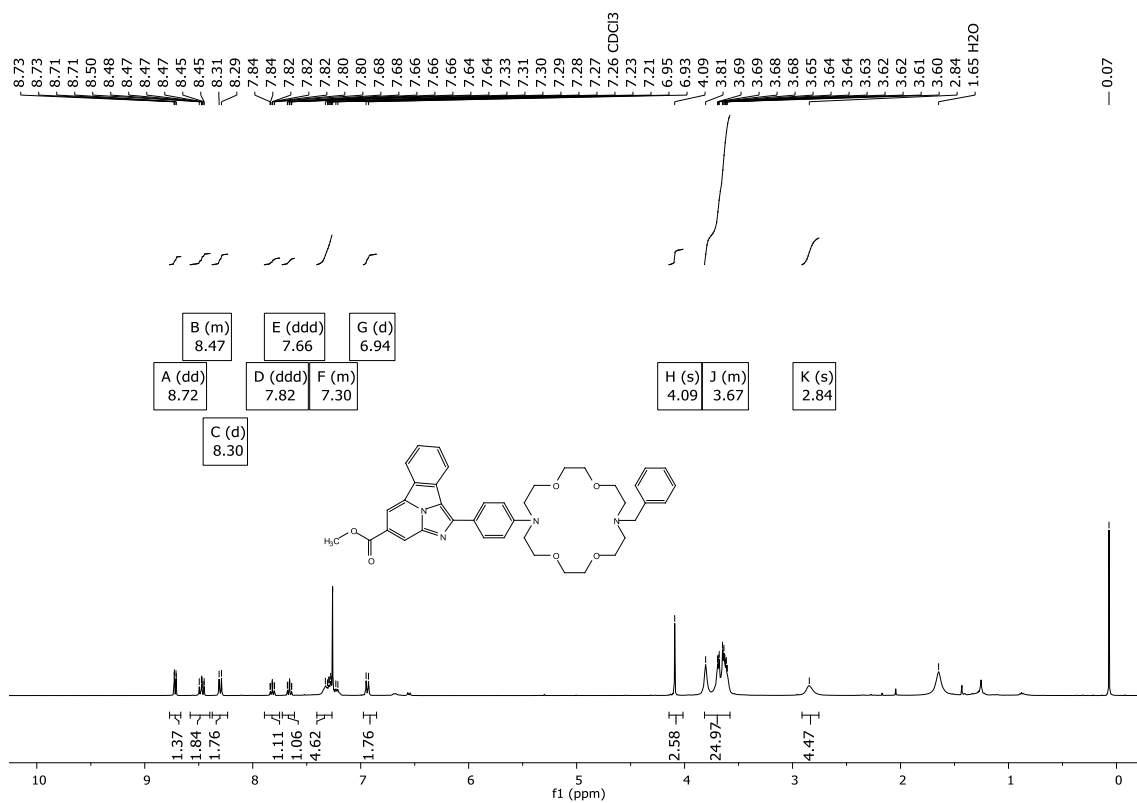 8.73
8.73
8.71
8.71
8.50
8.48
8.47
8.47
8.47
8.45
8.45
8.31
8.29
7.84
7.84
7.82
7.82
7.82
7.80
7.80
7.68
7.68
7.66
7.66
7.66
7.64
7.64
7.33
7.31
7.30
7.29
7.28
7.27
7.26 CDCl3
7.23
7.21
6.95
6.93
4.09
3.81
3.69
3.69
3.68
3.68
3.65
3.64
3.64
3.63
3.62
3.62
3.61
3.60
2.84
1.65 H2O
0.07
B (m)
8.47
E (ddd)
7.66
G (d)
6.94
A (dd)
8.72
D (ddd)
7.82
F (m)
7.30
H (s)
4.09
J (m)
3.67
K (s)
2.84
C (d)
8.30
O
O
N
N
N
N
O
O
H3C
O
O
1.37
1.84
1.76
1.11
1.06
4.62
1.76
2.58
24.97
4.47
10 9 8 7 6 5 4 3 2 1 0
f1 (ppm)